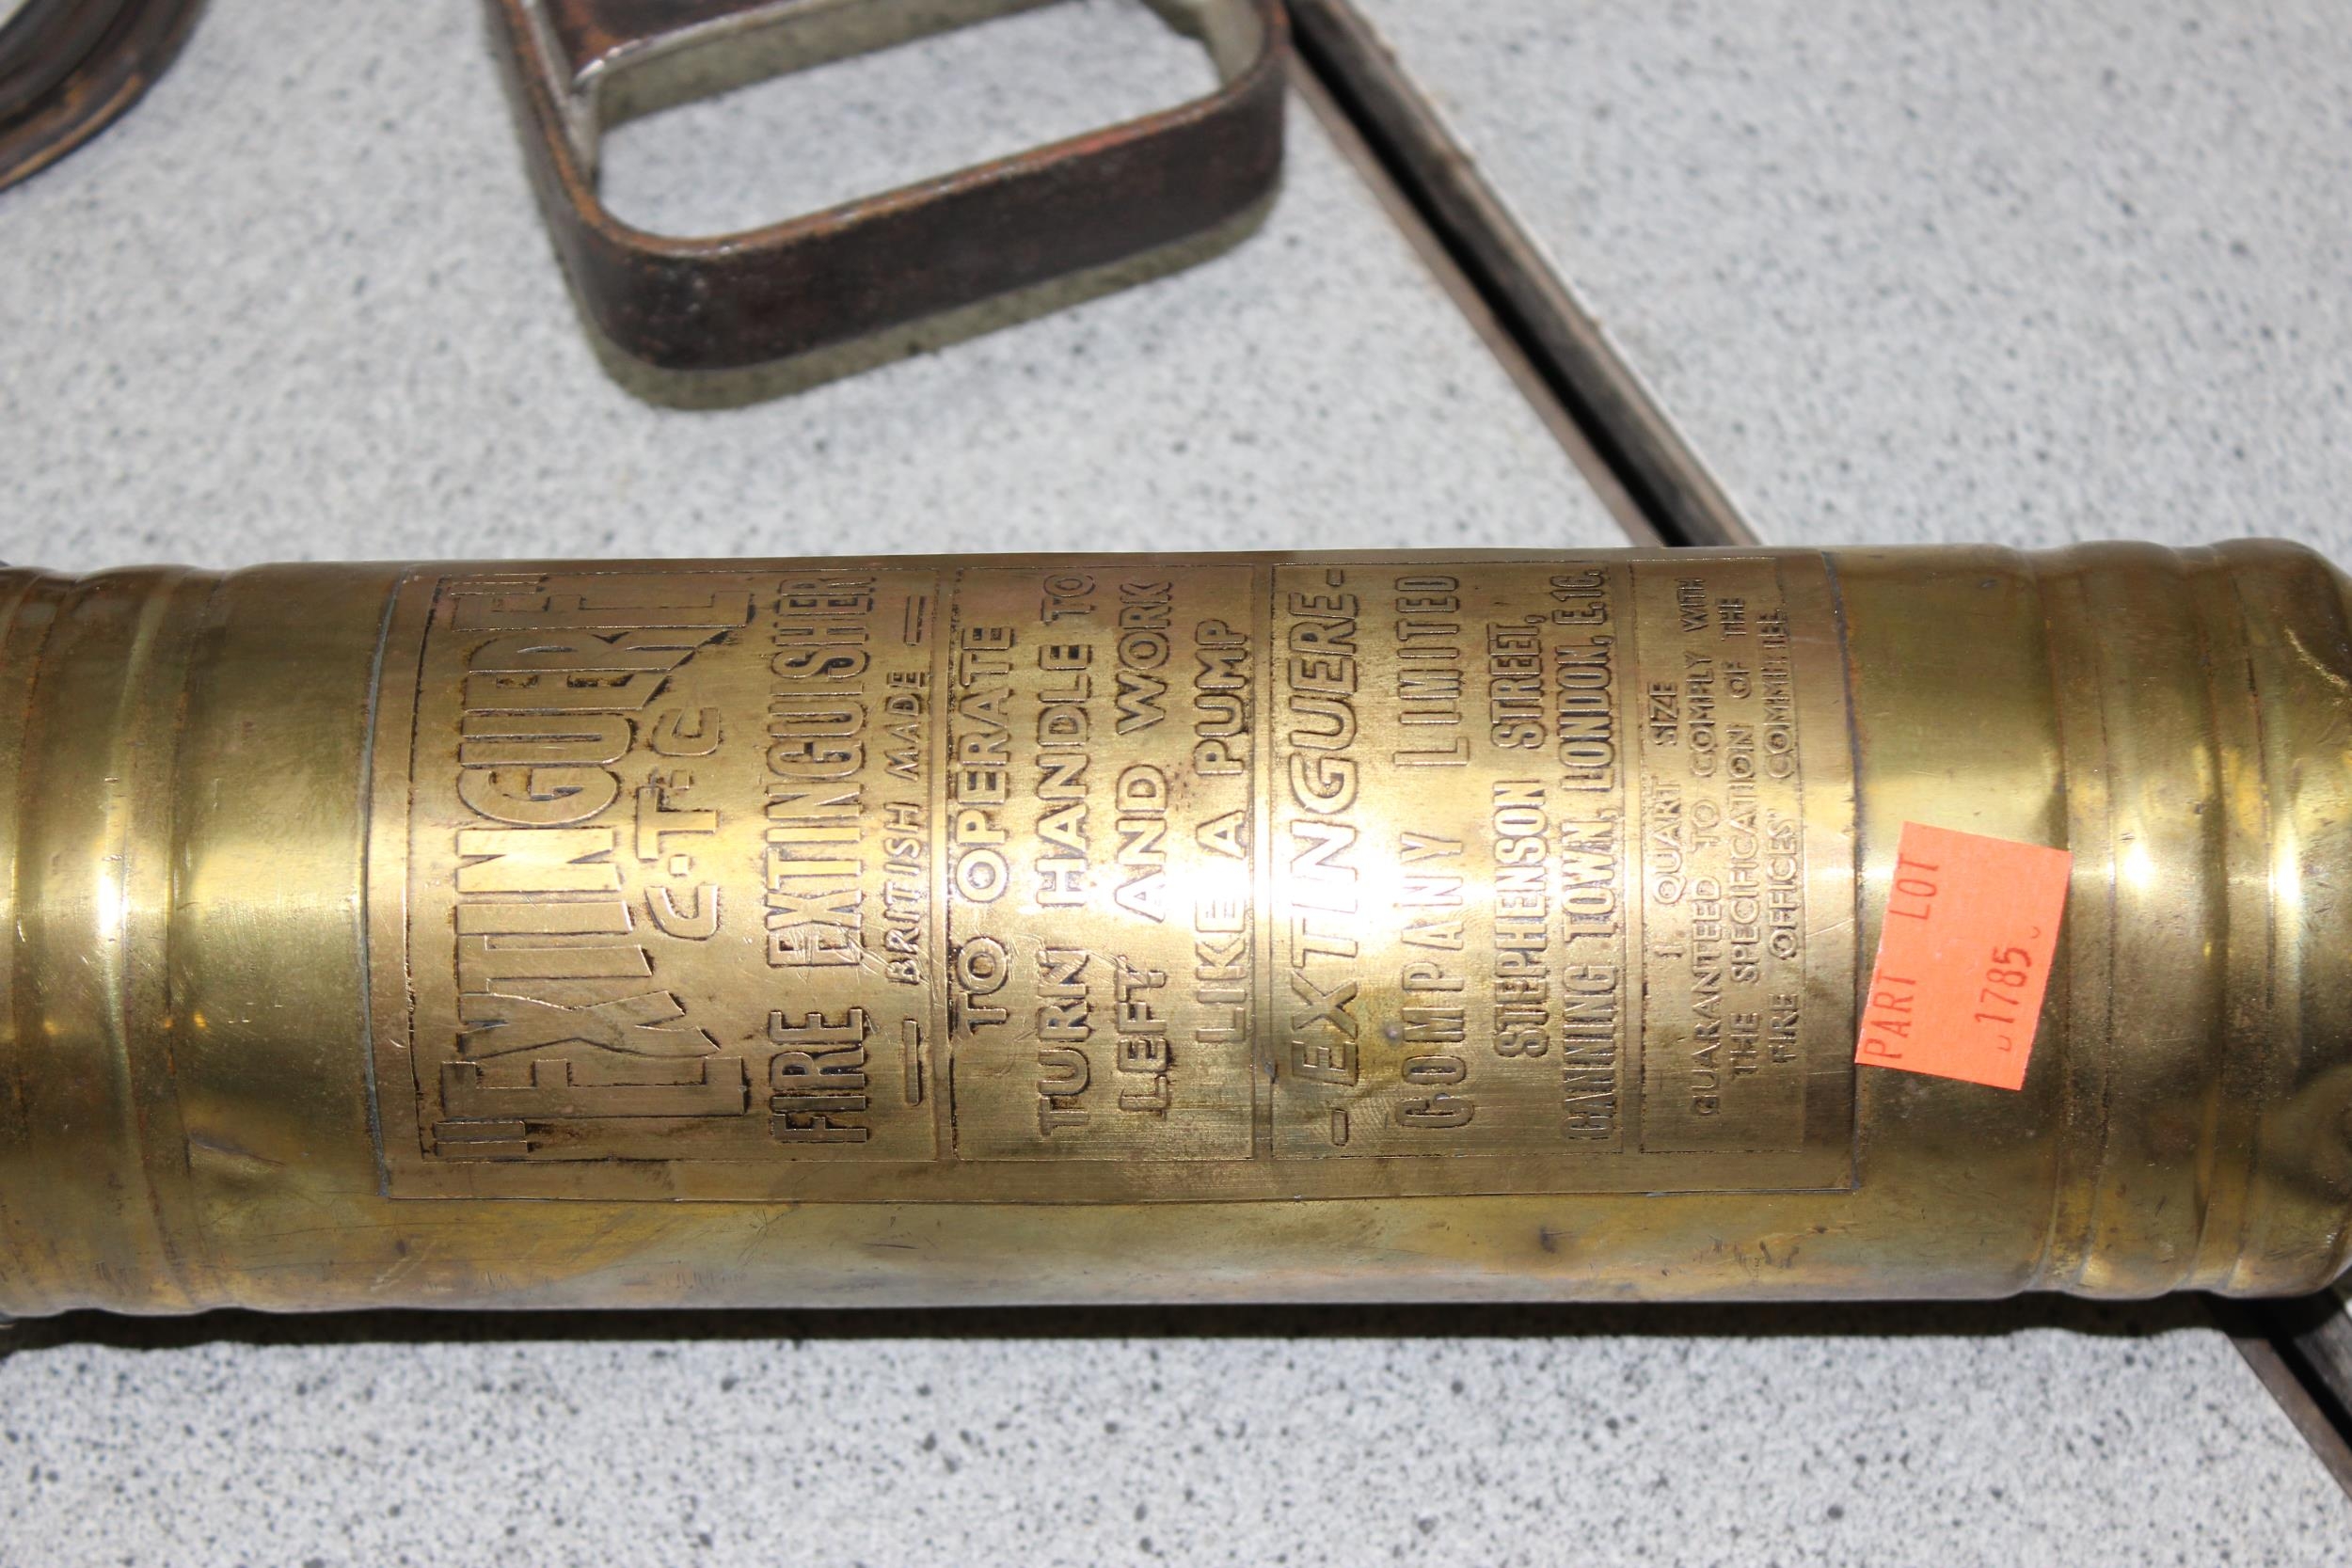 "EXTINGUERE"
C.T.C
FIRE EXTINGUISHER
— BRITISH MADE —
TO OPERATE
TURN HANDLE TO
LEFT AND WORK
LIKE A PUMP
-EXTINGUERE-
COMPANY LIMITED
STEPHENSON STREET,
CANNING TOWN, LONDON, E.16.
1 QUART SIZE
GUARANTEED TO COMPLY WITH
THE SPECIFICATION OF THE
FIRE OFFICES' COMMITTEE
PART LOT
1785